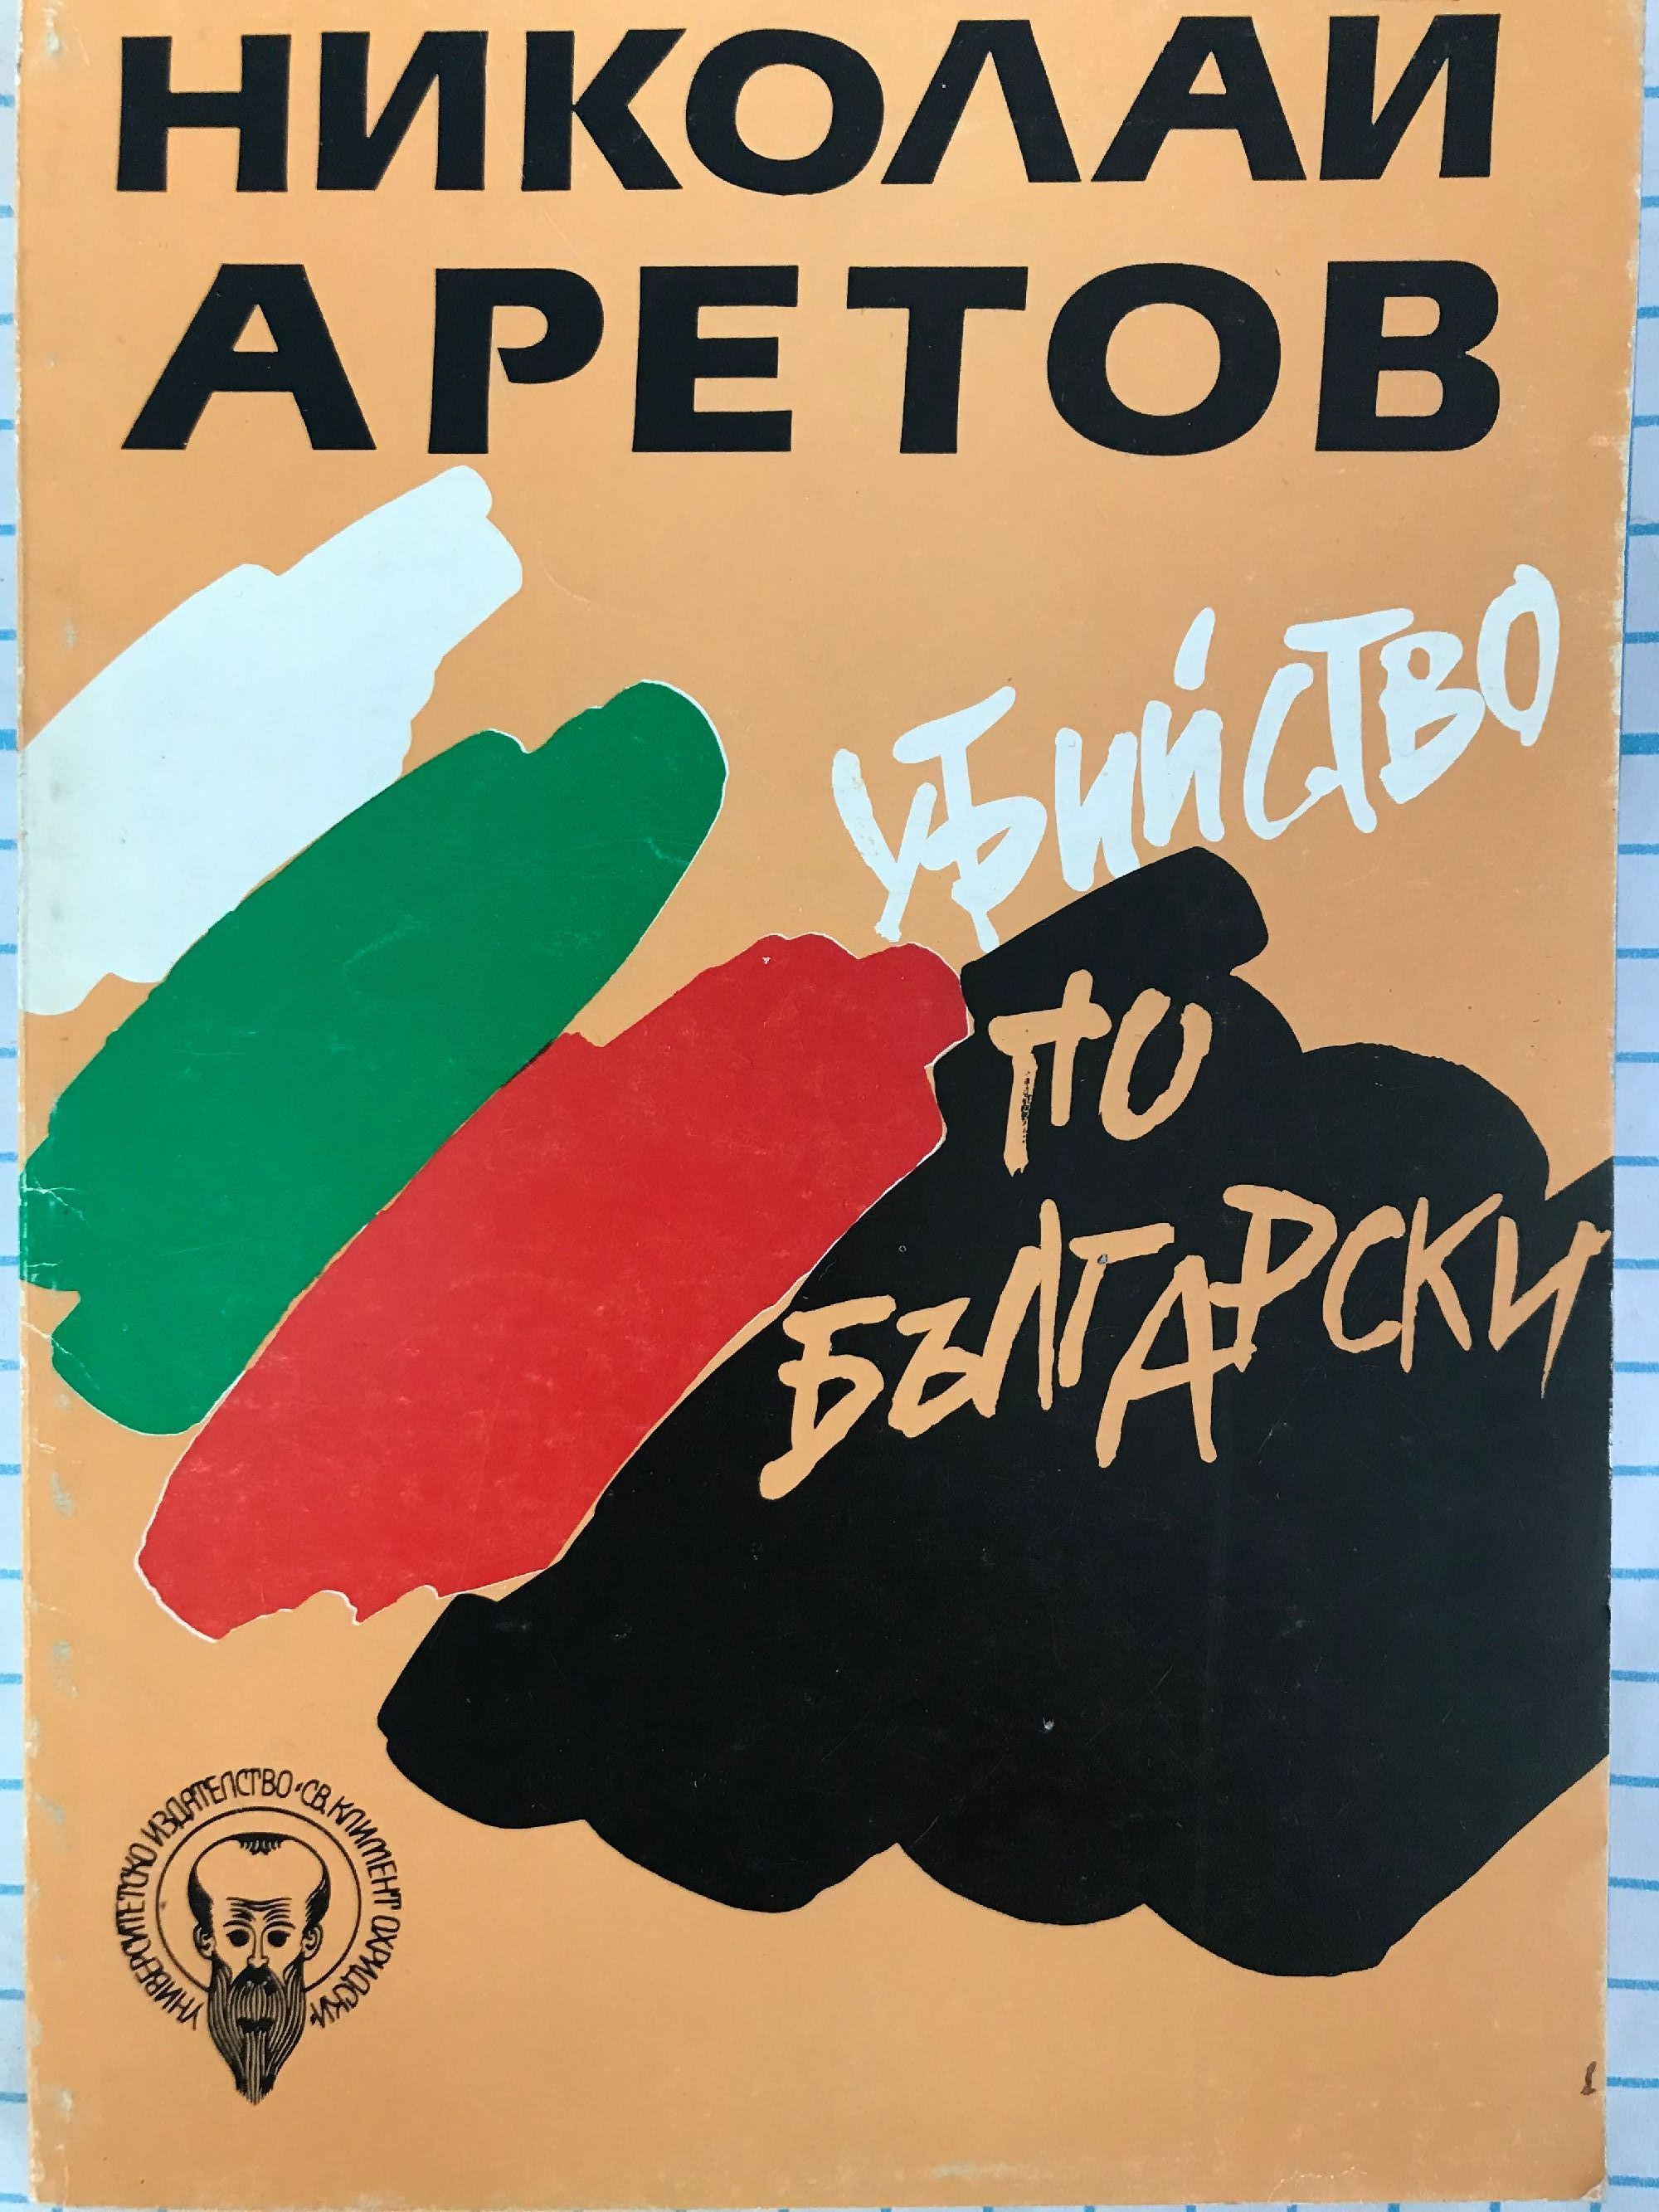 НИКОЛАЙ
АРЕТОВ
УБИЙСТВО
ПО
БЪЛГАРСКИ
УНИВЕРСИТЕТСКО ИЗДАТЕЛСТВО • СВ. КЛИМЕНТ ОХРИДСКИ •